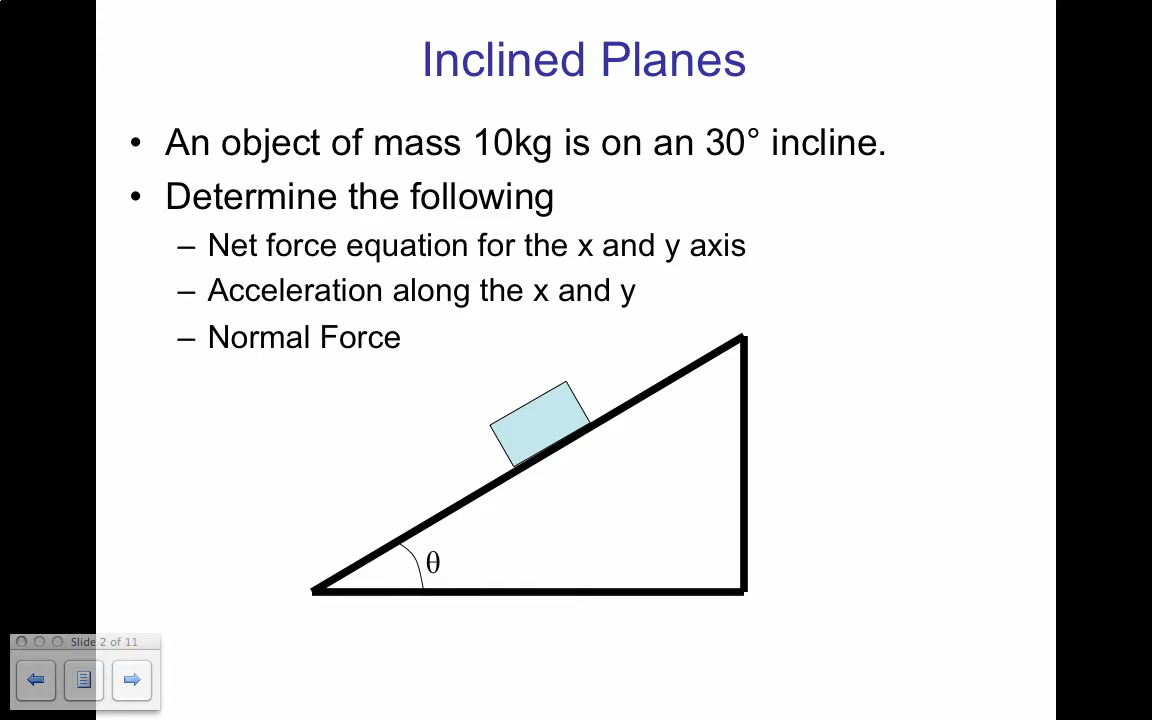 Inclined Planes
• An object of mass 10kg is on an 30° incline.
• Determine the following
– Net force equation for the x and y axis
– Acceleration along the x and y
– Normal Force
θ
Slide 2 of 11